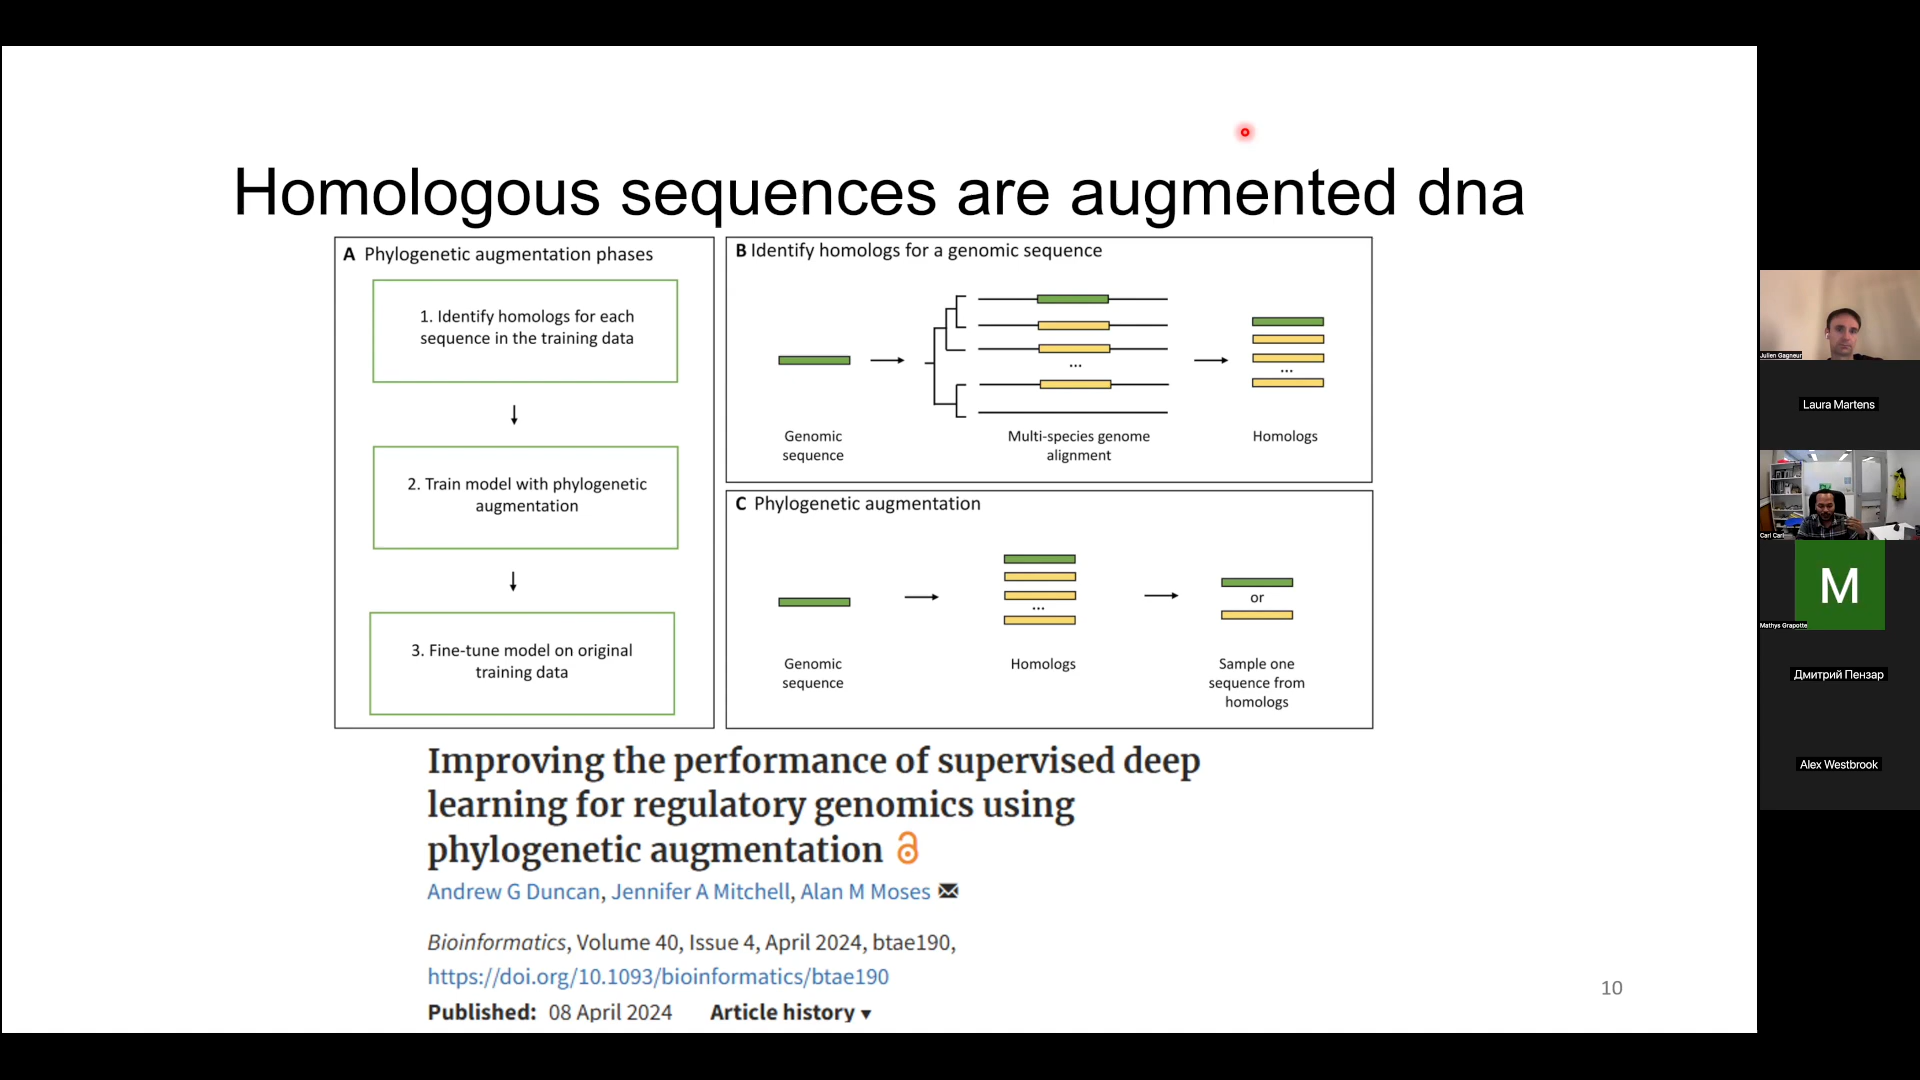 Homologous sequences are augmented dna
A Phylogenetic augmentation phases
1. Identify homologs for each
sequence in the training data
2. Train model with phylogenetic
augmentation
3. Fine-tune model on original
training data
B Identify homologs for a genomic sequence
...
...
Genomic
sequence
Multi-species genome
alignment
Homologs
C Phylogenetic augmentation
...
or
Genomic
sequence
Homologs
Sample one
sequence from
homologs
Improving the performance of supervised deep
learning for regulatory genomics using
phylogenetic augmentation
Andrew G Duncan, Jennifer A Mitchell, Alan M Moses
Bioinformatics, Volume 40, Issue 4, April 2024, btae190,
https://doi.org/10.1093/bioinformatics/btae190
Published: 08 April 2024 Article history ▾
10
Julien Gagneur
Laura Martens
Carl Carl
M
Mathys Grapotte
Дмитрий Пензар
Alex Westbrook